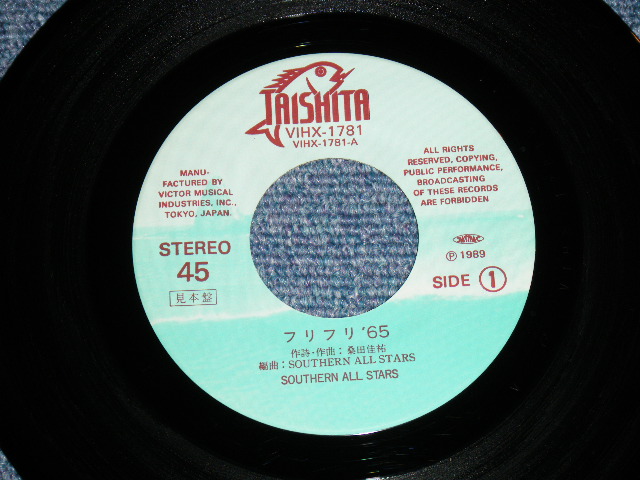 TAISHITA
VIHX-1781
VIHX-1781-A
MANU-
FACTURED BY
VICTOR MUSICAL
INDUSTRIES, INC.,
TOKYO, JAPAN.
ALL RIGHTS
RESERVED, COPYING,
PUBLIC PERFORMANCE,
BROADCASTING
OF THESE RECORDS
ARE FORBIDDEN
STEREO
45
見本盤
Ⓟ 1989
SIDE ①
フリフリ '65
作詩・作曲：桑田佳祐
編曲：SOUTHERN ALL STARS
SOUTHERN ALL STARS